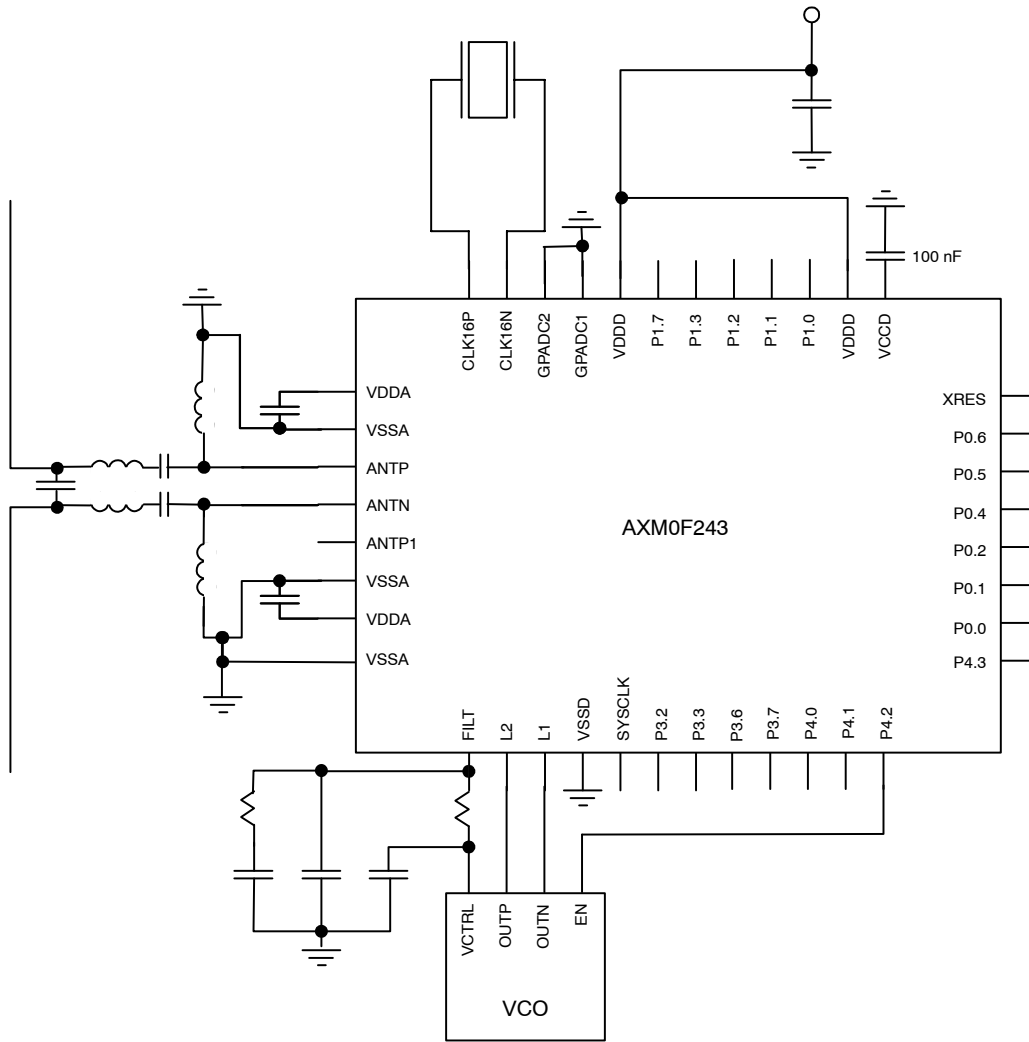 100 nF
CLK16P
CLK16N
GPADC2
GPADC1
VDDD
P1.7
P1.3
P1.2
P1.1
P1.0
VDDD
VCCD
VDDA
VSSA
ANTP
ANTN
ANTP1
VSSA
VDDA
VSSA
AXM0F243
XRES
P0.6
P0.5
P0.4
P0.2
P0.1
P0.0
P4.3
FILT
L2
L1
VSSD
SYSCLK
P3.2
P3.3
P3.6
P3.7
P4.0
P4.1
P4.2
VCTRL
OUTP
OUTN
EN
VCO